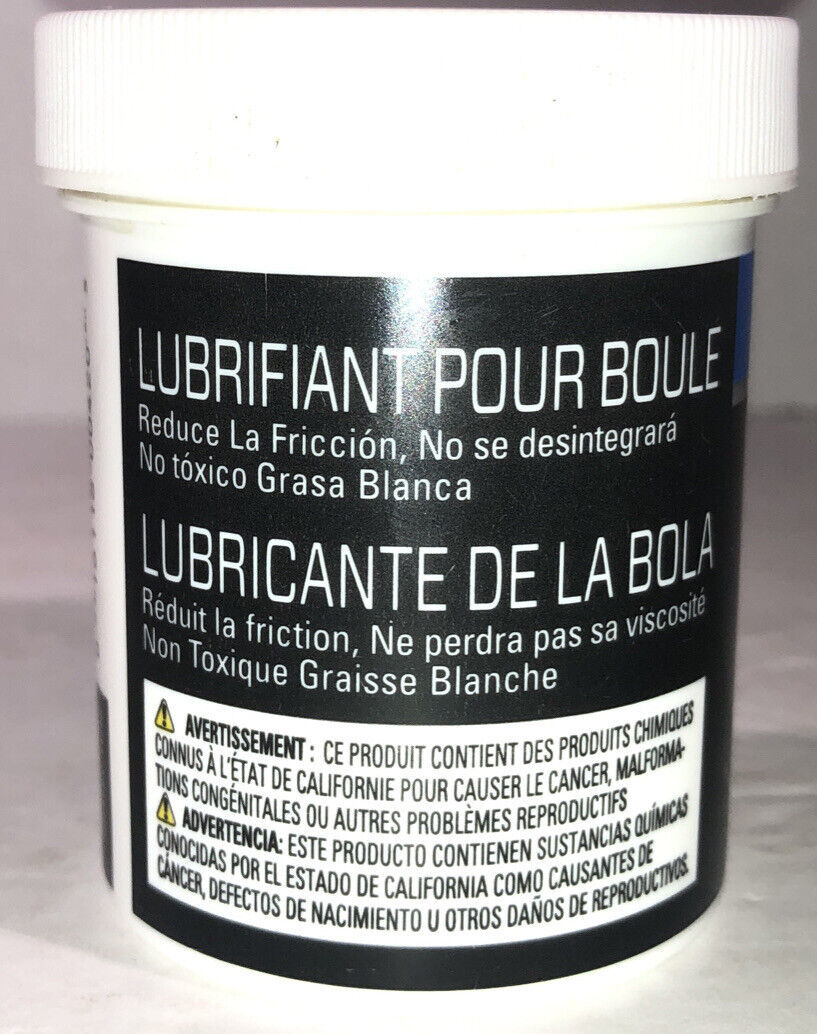 LUBRIFIANT POUR BOULE
Reduce La Fricción, No se desintegrará
No tóxico Grasa Blanca
LUBRICANTE DE LA BOLA
Réduit la friction, Ne perdra pas sa viscosité
Non Toxique Graisse Blanche
AVERTISSEMENT : CE PRODUIT CONTIENT DES PRODUITS CHIMIQUES
CONNUS À L'ÉTAT DE CALIFORNIE POUR CAUSER LE CANCER, MALFORMA-
TIONS CONGÉNITALES OU AUTRES PROBLÈMES REPRODUCTIFS
ADVERTENCIA: ESTE PRODUCTO CONTIENEN SUSTANCIAS QUÍMICAS
CONOCIDAS POR EL ESTADO DE CALIFORNIA COMO CAUSANTES DE
CÁNCER, DEFECTOS DE NACIMIENTO U OTROS DAÑOS DE REPRODUCTIVOS.